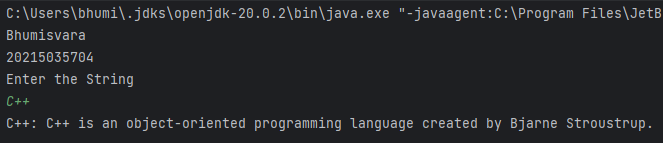 C:\Users\bhumi\.jdks\openjdk-20.0.2\bin\java.exe "-javaagent:C:\Program Files\JetB
Bhumisvara
20215035704
Enter the String
C++
C++: C++ is an object-oriented programming language created by Bjarne Stroustrup.